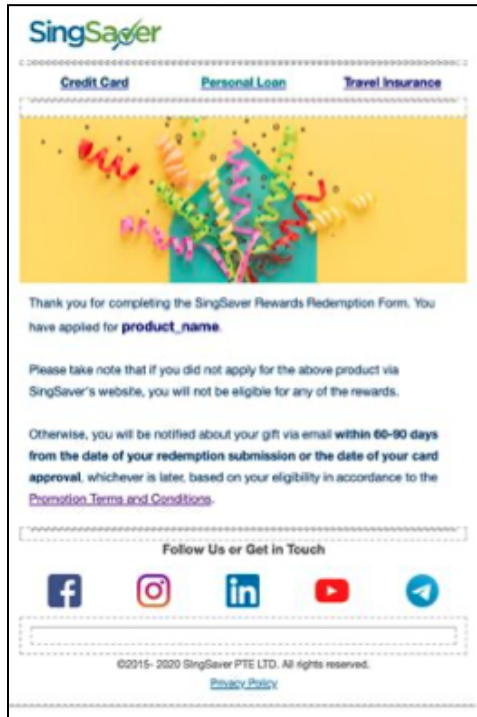 SingSaver
Credit Card Personal Loan Travel Insurance
Thank you for completing the SingSaver Rewards Redemption Form. You
have applied for product_name.
Please take note that if you did not apply for the above product via
SingSaver's website, you will not be eligible for any of the rewards.
Otherwise, you will be notified about your gift via email within 60-90 days
from the date of your redemption submission or the date of your card
approval, whichever is later, based on your eligibility in accordance to the
Promotion Terms and Conditions.
Follow Us or Get in Touch
f in
©2015- 2020 SingSaver PTE LTD. All rights reserved.
Privacy Policy